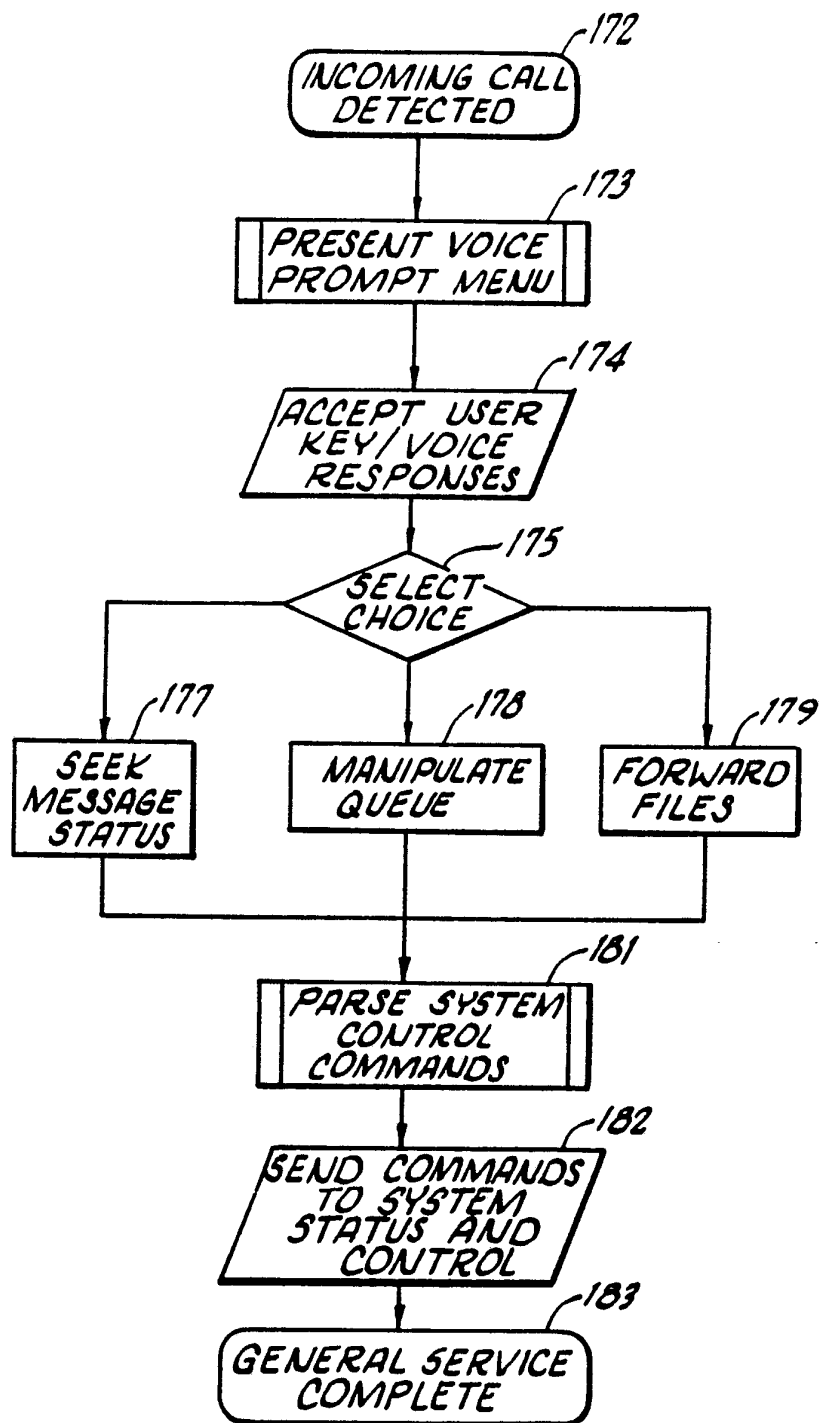 172
INCOMING CALL
DETECTED
173
PRESENT VOICE
PROMPT MENU
174
ACCEPT USER
KEY/VOICE
RESPONSES
175
SELECT
CHOICE
177
SEEK
MESSAGE
STATUS
178
MANIPULATE
QUEUE
179
FORWARD
FILES
181
PARSE SYSTEM
CONTROL
COMMANDS
182
SEND COMMANDS
TO SYSTEM
STATUS AND
CONTROL
183
GENERAL SERVICE
COMPLETE